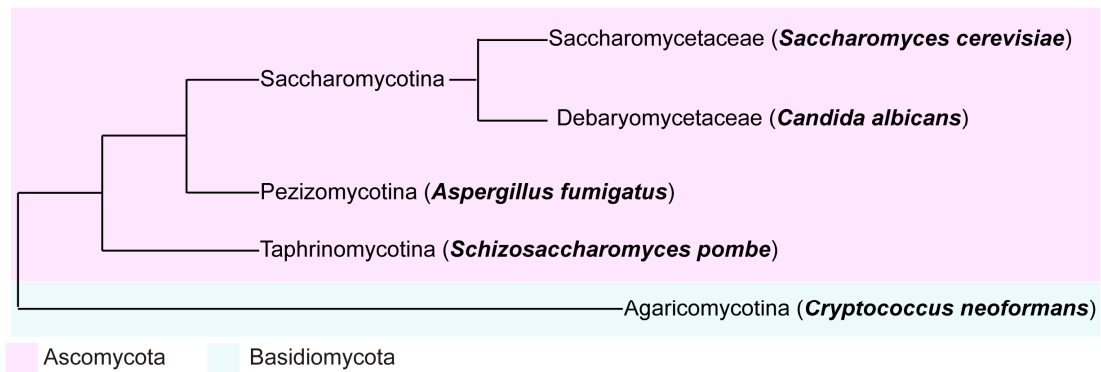 Saccharomycetaceae (Saccharomyces cerevisiae)
Saccharomycotina
Debaryomycetaceae (Candida albicans)
Pezizomycotina (Aspergillus fumigatus)
Taphrinomycotina (Schizosaccharomyces pombe)
Agaricomycotina (Cryptococcus neoformans)
Ascomycota
Basidiomycota